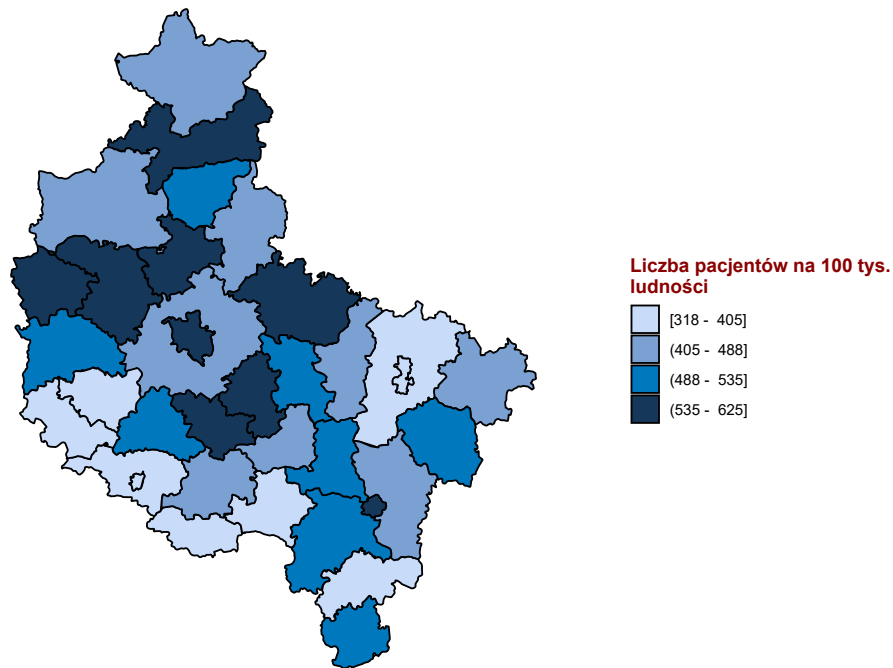 Liczba pacjentów na 100 tys.
ludności
[318 - 405]
(405 - 488]
(488 - 535]
(535 - 625]